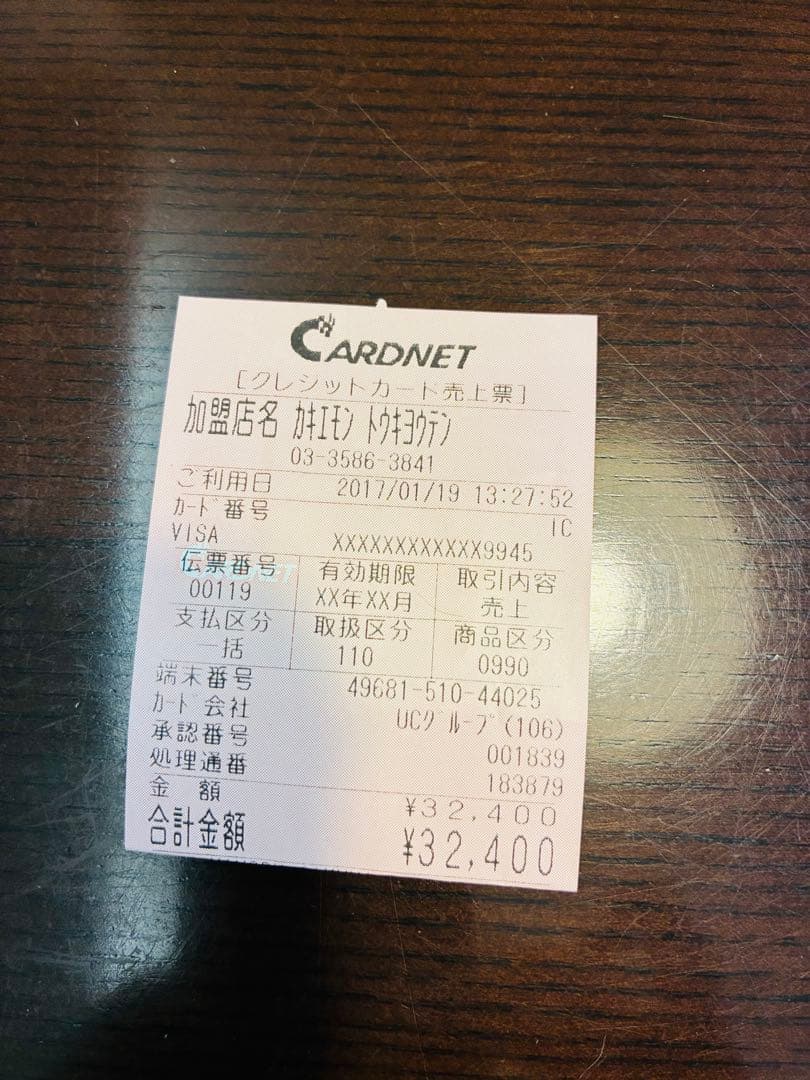 CARDNET
[クレジットカード売上票]
加盟店名 ｶｷｴﾓﾝ ﾄｳｷﾖｳﾃﾝ
03-3586-3841
ご利用日 2017/01/19 13:27:52
ｶｰﾄﾞ番号 IC
VISA XXXXXXXXXXXX9945
伝票番号 有効期限 取引内容
00119 XX年XX月 売上
支払区分 取扱区分 商品区分
一括 110 0990
端末番号 49681-510-44025
ｶｰﾄﾞ会社 UCｸﾞﾙｰﾌﾟ(106)
承認番号 001839
処理通番 183879
金 額 ¥32,400
合計金額 ¥32,400